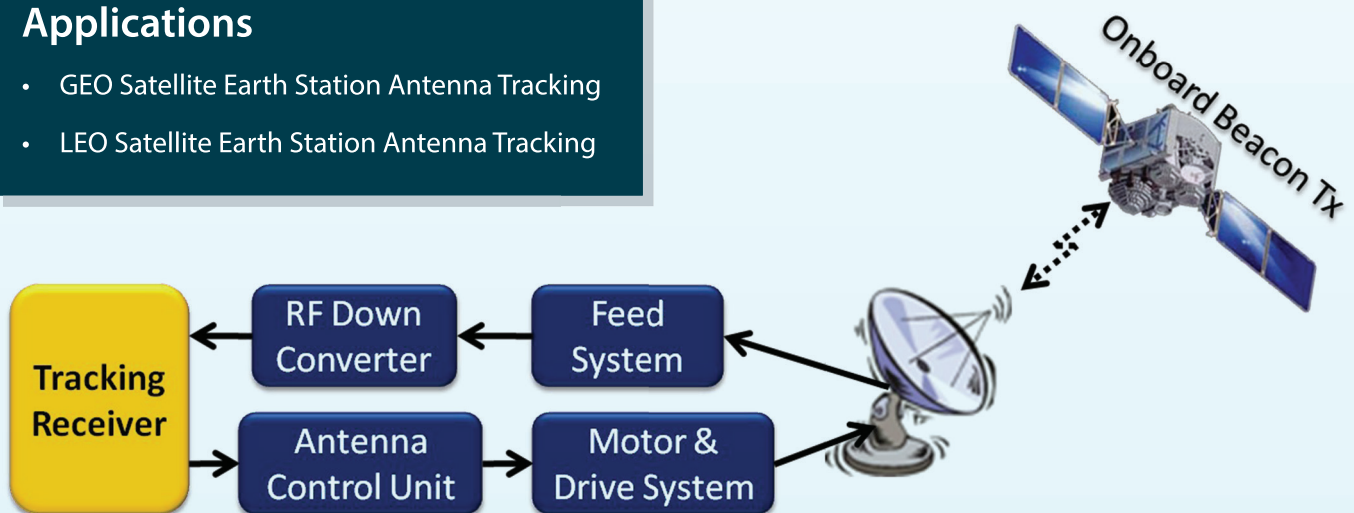 Applications
• GEO Satellite Earth Station Antenna Tracking
• LEO Satellite Earth Station Antenna Tracking
Onboard Beacon Tx
RF Down
Converter
Feed
System
Tracking
Receiver
Antenna
Control Unit
Motor &
Drive System